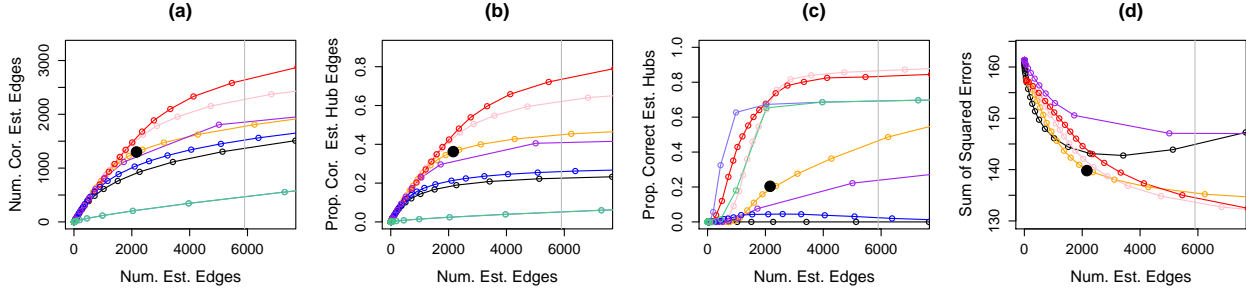 (a)
Num. Cor. Est. Edges
0 1000 2000 3000
0 2000 4000 6000
Num. Est. Edges
(b)
Prop. Cor. Est. Hub Edges
0.0 0.2 0.4 0.6 0.8
0 2000 4000 6000
Num. Est. Edges
(c)
Prop. Correct Est. Hubs
0.0 0.2 0.4 0.6 0.8 1.0
0 2000 4000 6000
Num. Est. Edges
(d)
Sum of Squared Errors
130 140 150 160
0 2000 4000 6000
Num. Est. Edges